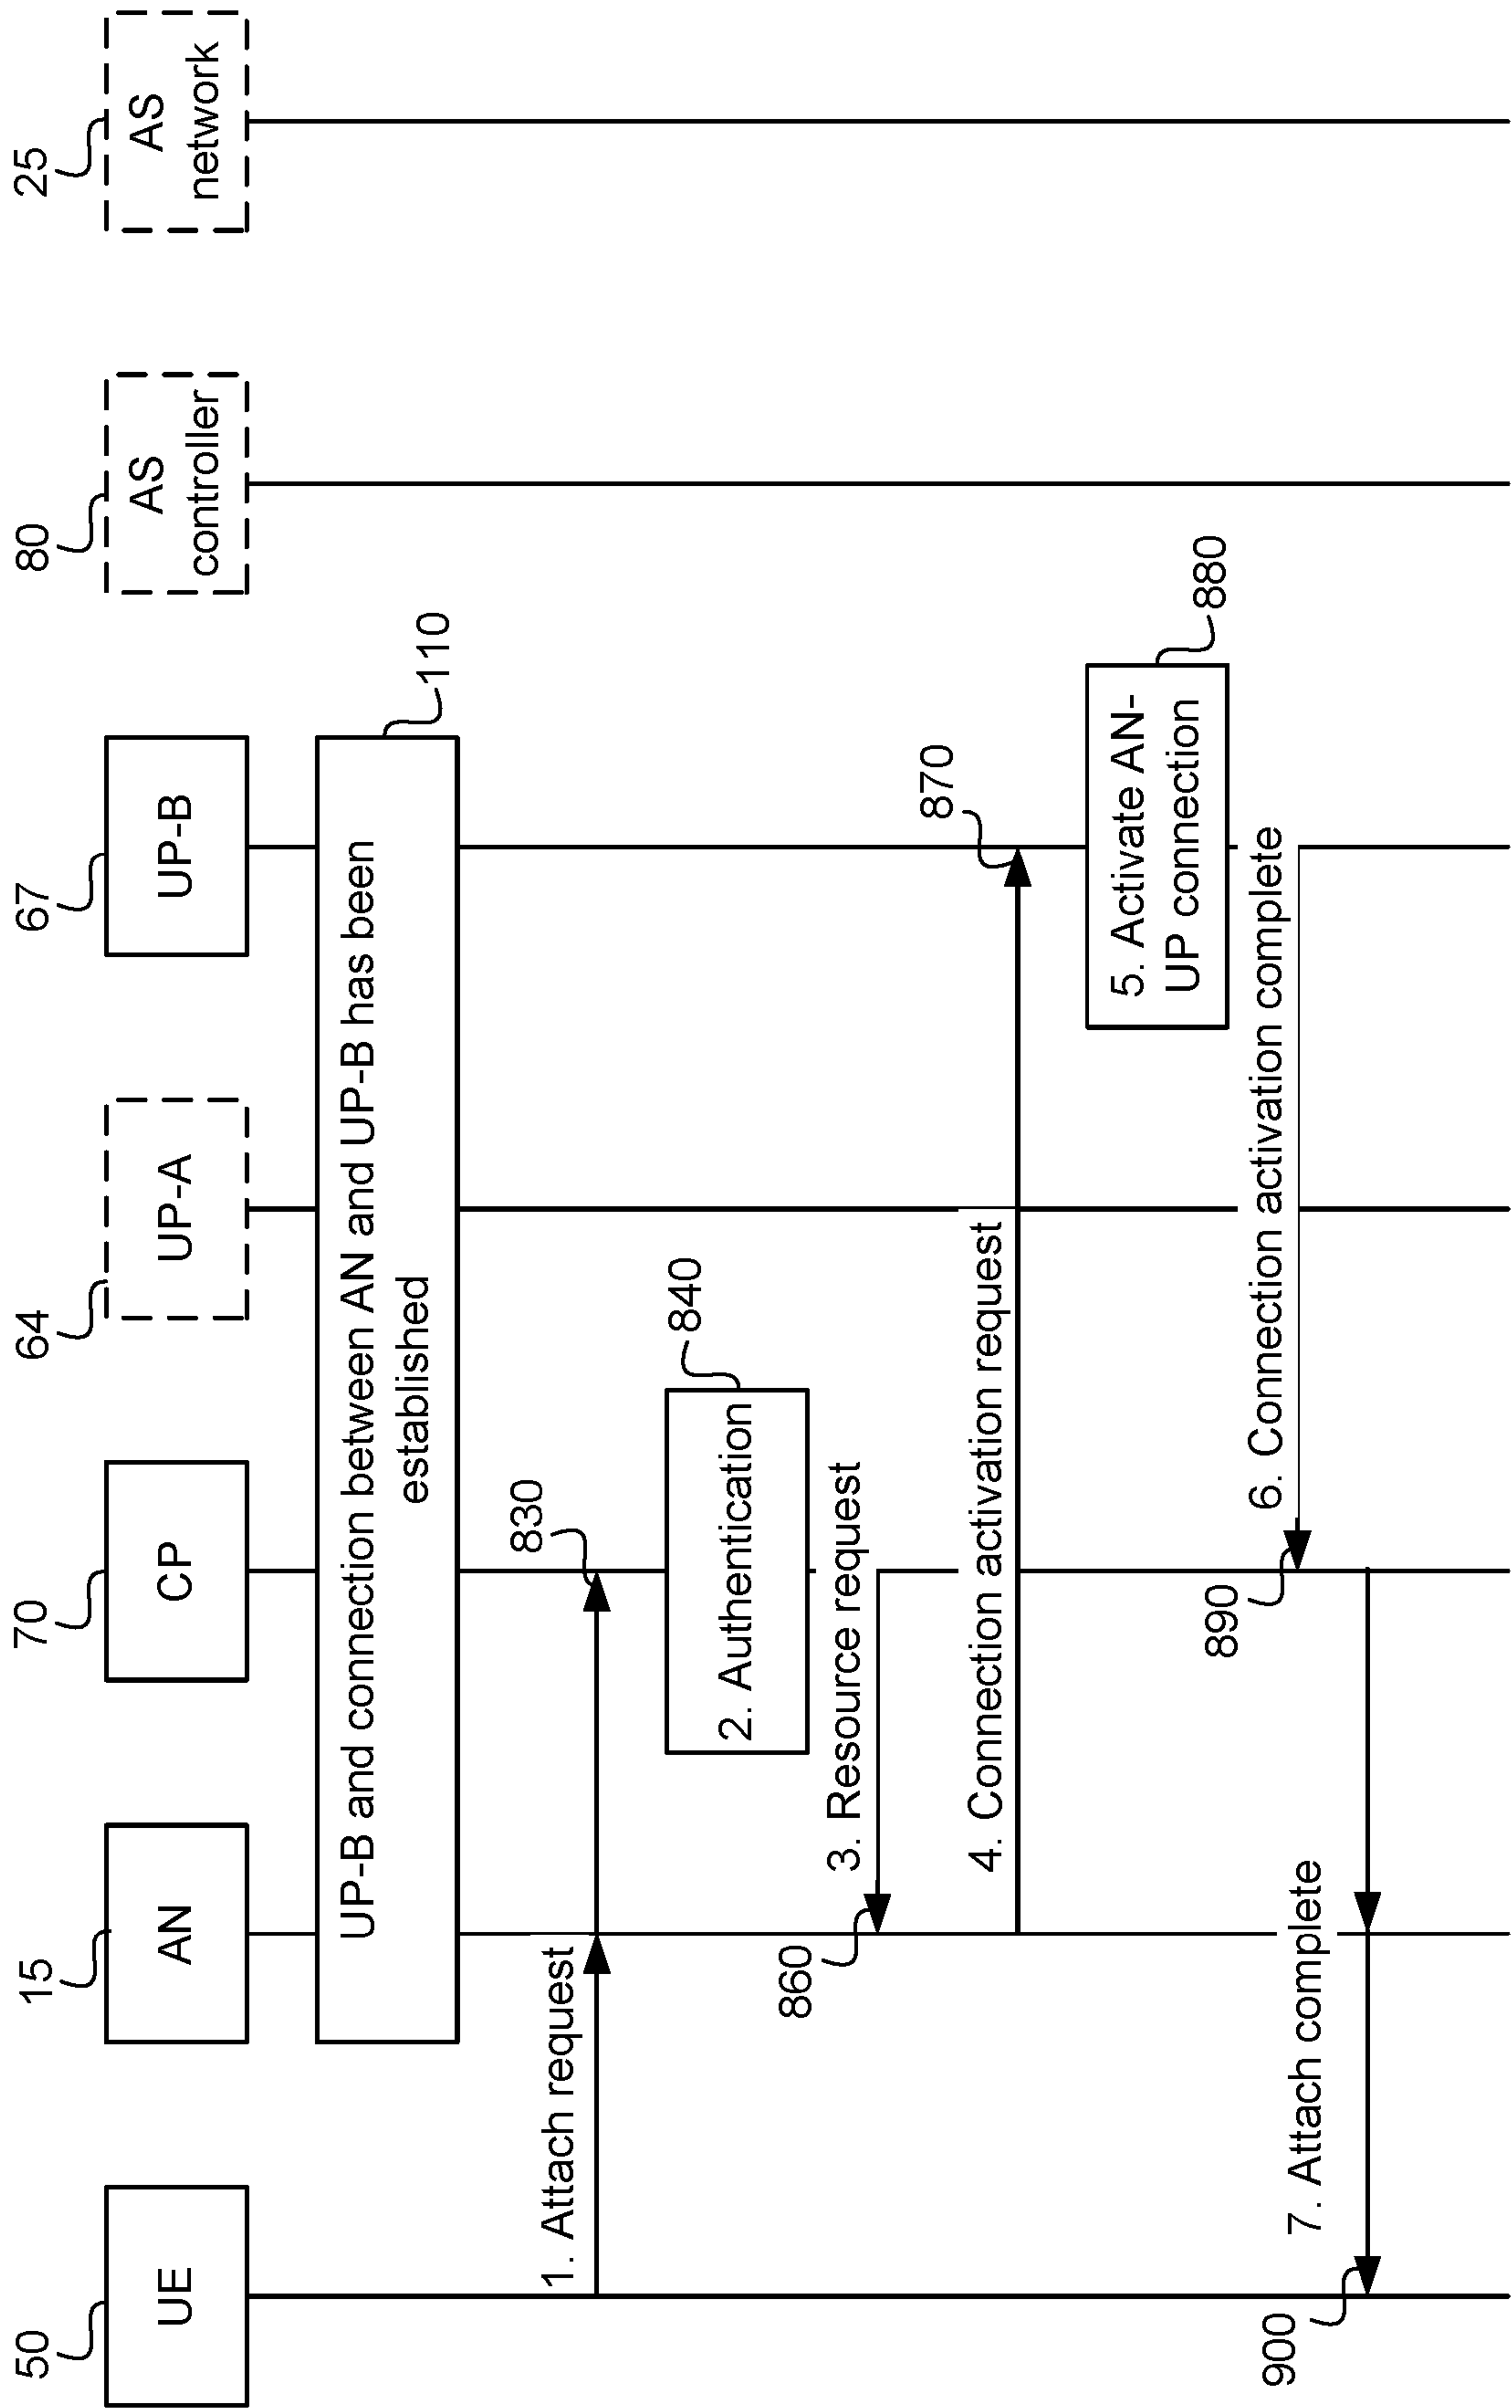 50
15
70
64
67
80
25
UE
AN
CP
UP-A
UP-B
AS
controller
AS
network
UP-B and connection between AN and UP-B has been
established
110
1. Attach request
830
2. Authentication
840
3. Resource request
860
4. Connection activation request
870
5. Activate AN-
UP connection
880
6. Connection activation complete
890
7. Attach complete
900